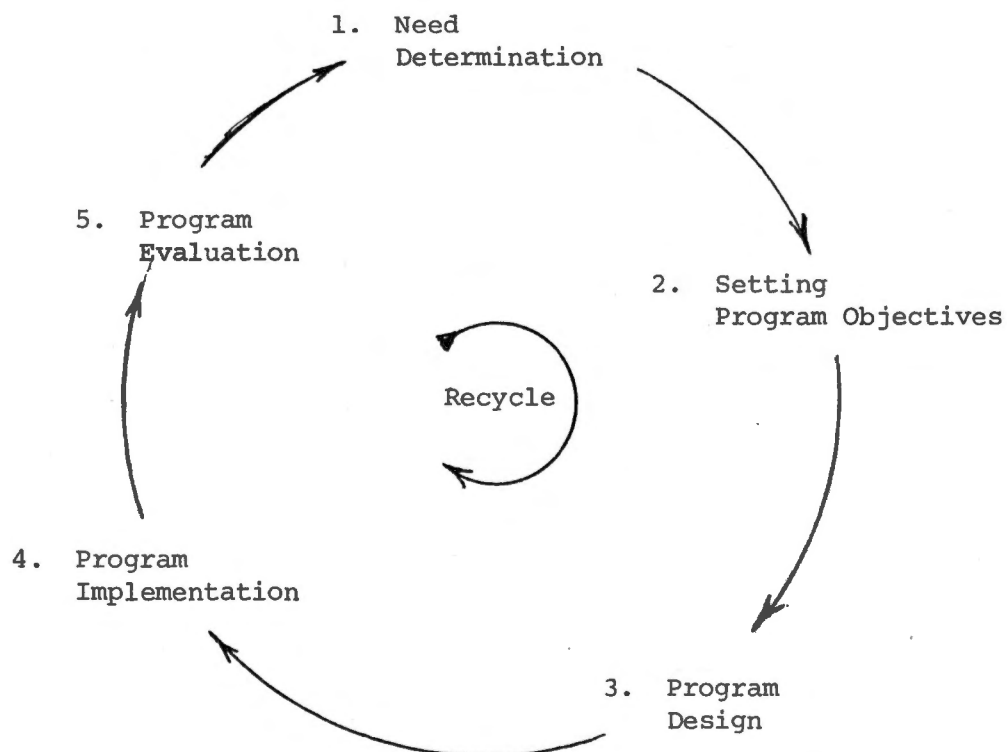 1. Need
Determination
2. Setting
Program Objectives
3. Program
Design
4. Program
Implementation
5. Program
Evaluation
Recycle